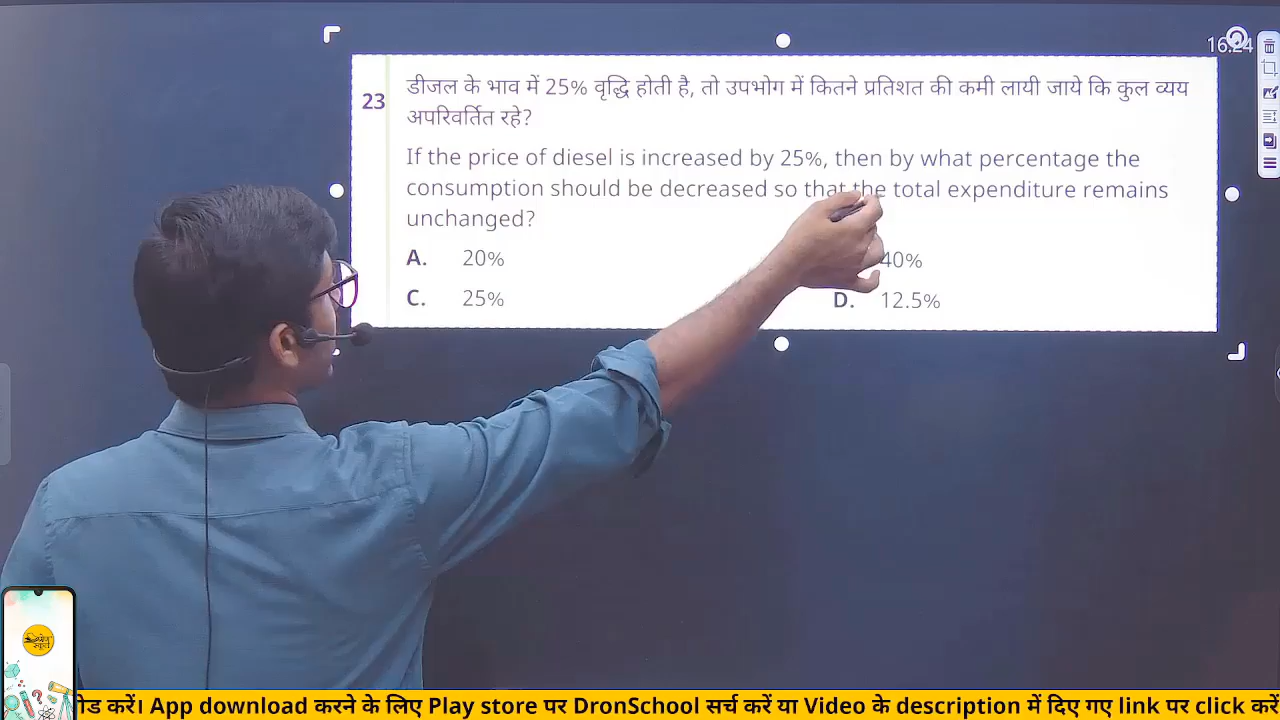 16:24
23
डीजल के भाव में 25% वृद्धि होती है, तो उपभोग में कितने प्रतिशत की कमी लायी जाये कि कुल व्यय
अपरिवर्तित रहे?
If the price of diesel is increased by 25%, then by what percentage the
consumption should be decreased so that the total expenditure remains
unchanged?
A. 20%
40%
C. 25%
D. 12.5%
करें। App download करने के लिए Play store पर DronSchool सर्च करें या Video के description में दिए गए link पर click करें